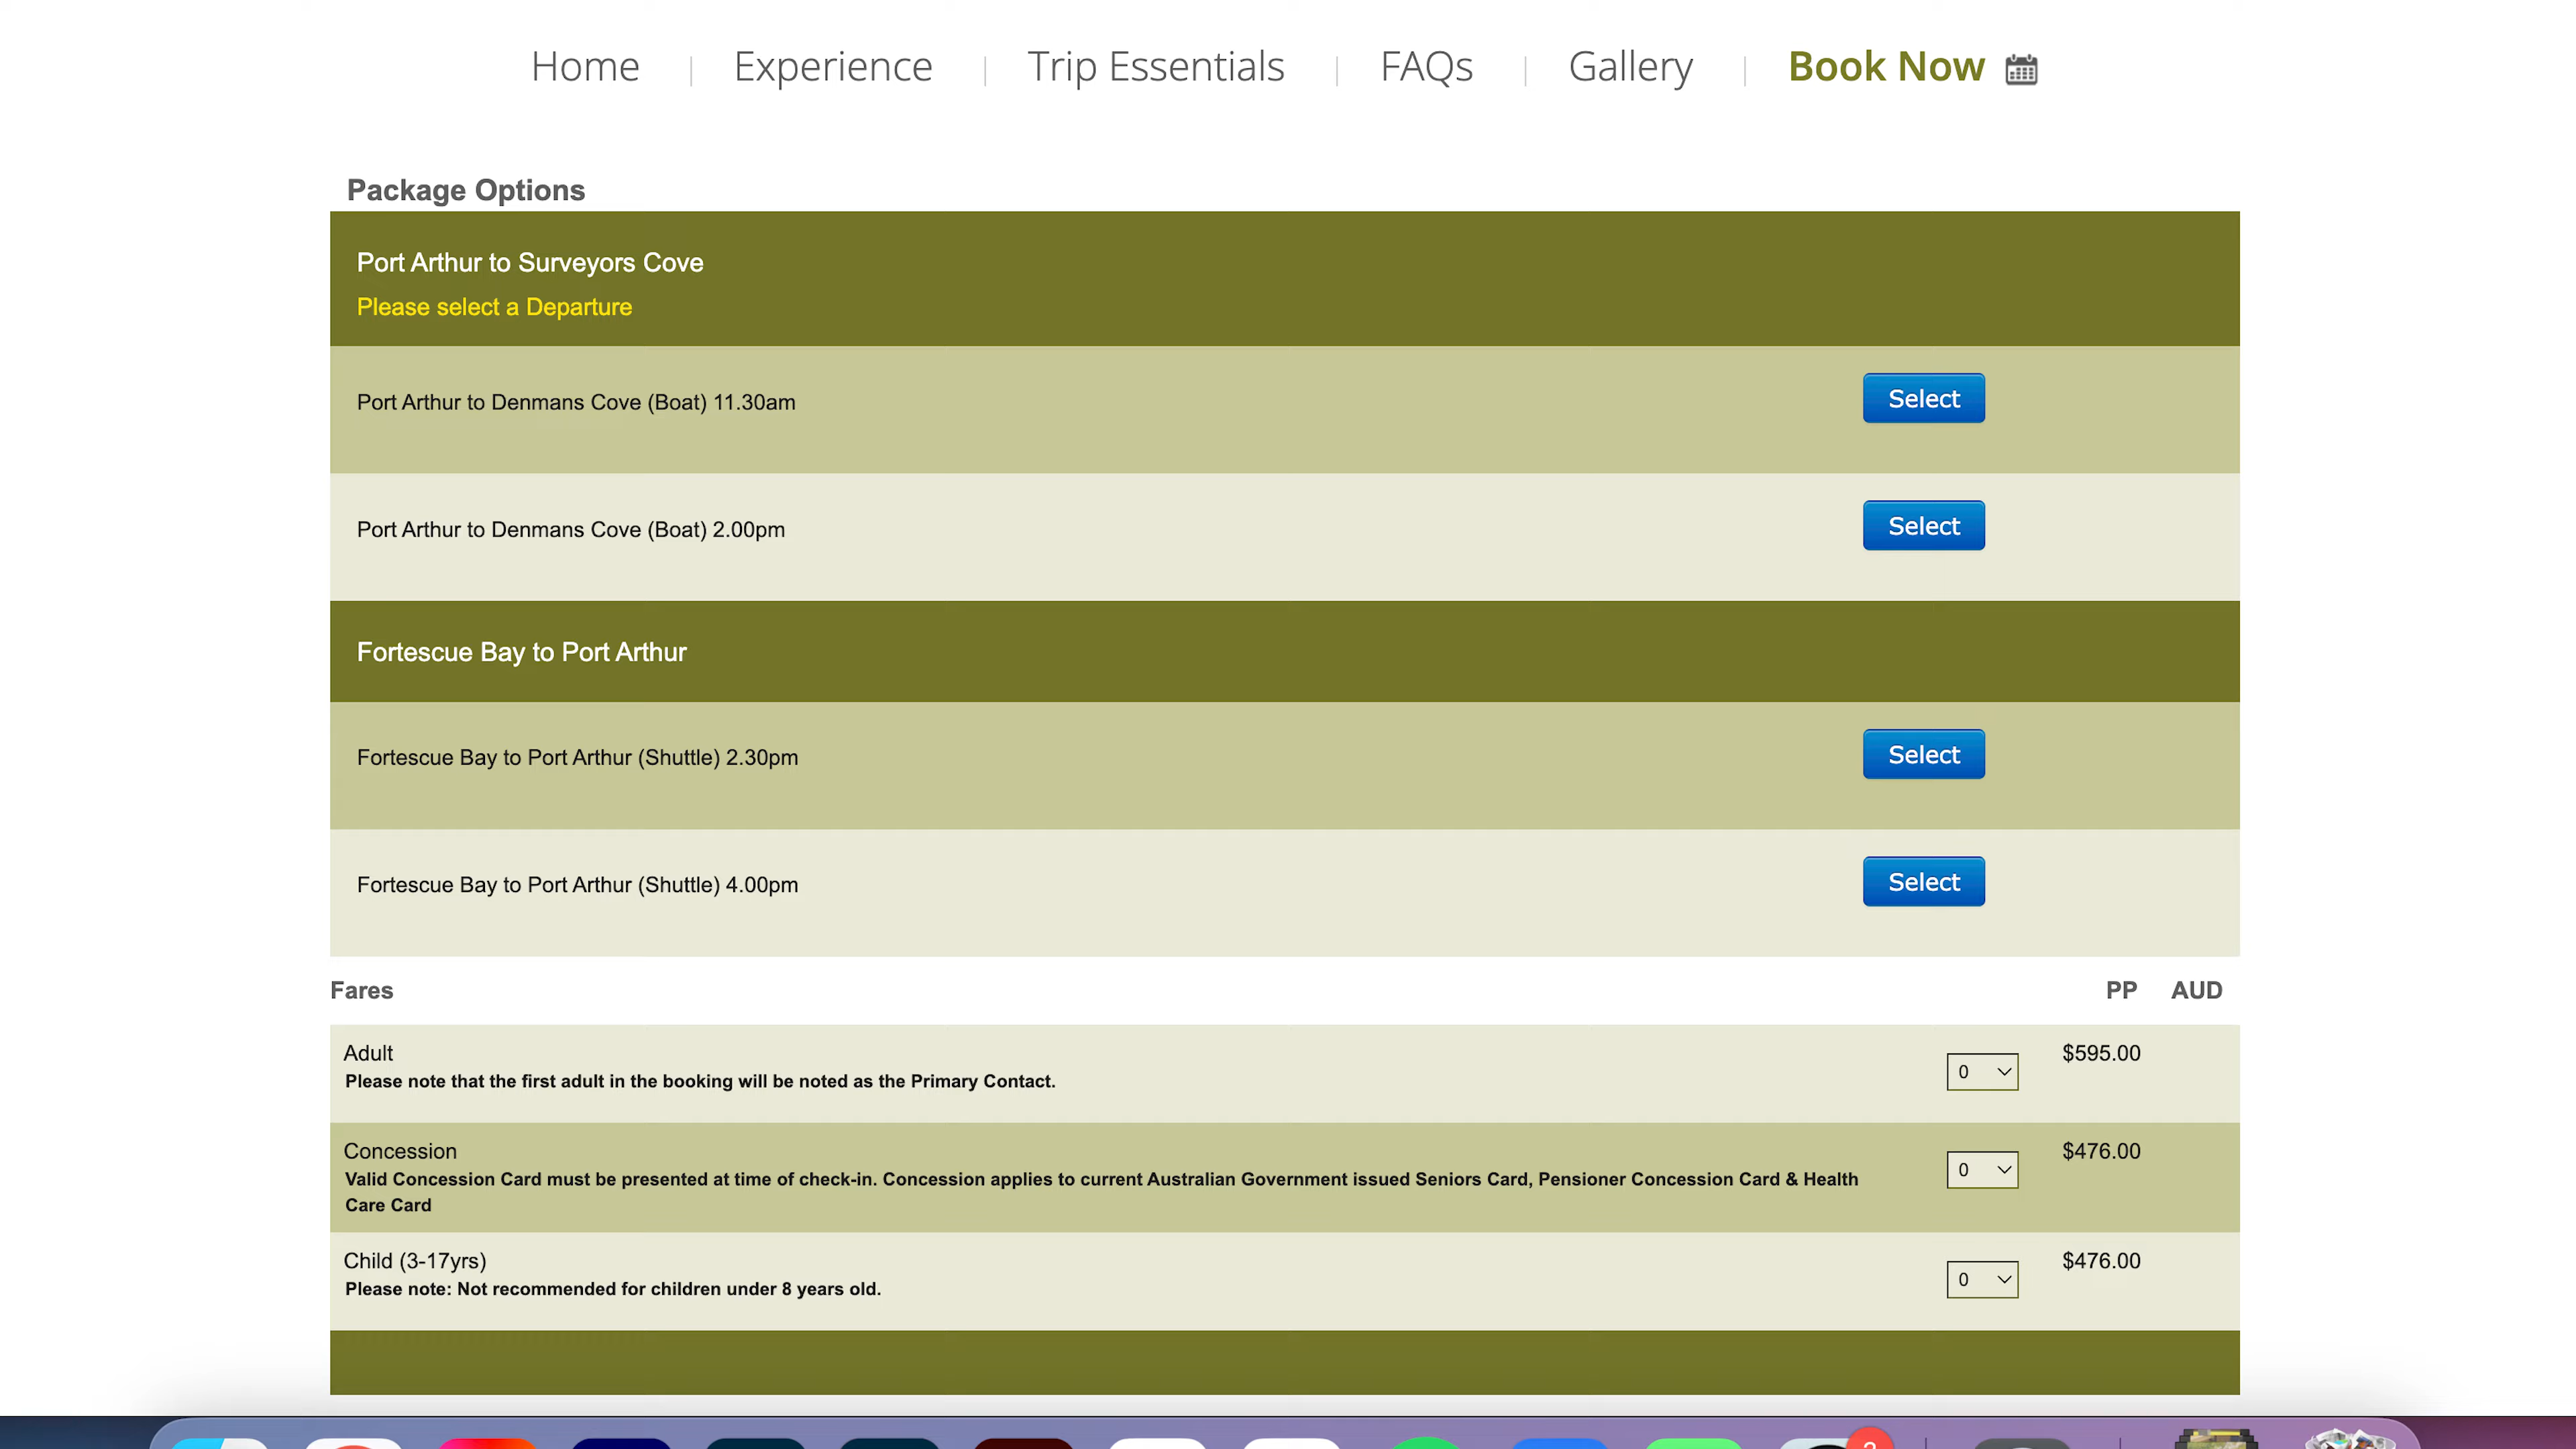 Home
Experience
Trip Essentials
FAQs
Gallery
Book Now
Package Options
Port Arthur to Surveyors Cove
Please select a Departure
Port Arthur to Denmans Cove (Boat) 11.30am
Select
Port Arthur to Denmans Cove (Boat) 2.00pm
Select
Fortescue Bay to Port Arthur
Fortescue Bay to Port Arthur (Shuttle) 2.30pm
Select
Fortescue Bay to Port Arthur (Shuttle) 4.00pm
Select
Fares PP AUD
Adult
Please note that the first adult in the booking will be noted as the Primary Contact.
0
$595.00
Concession
Valid Concession Card must be presented at time of check-in. Concession applies to current Australian Government issued Seniors Card, Pensioner Concession Card & Health
Care Card
0
$476.00
Child (3-17yrs)
Please note: Not recommended for children under 8 years old.
0
$476.00